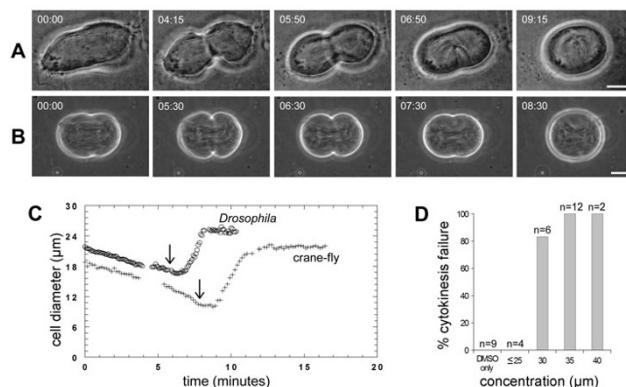 A
00:00 04:15 05:50 06:50 09:15
B
00:00 05:30 06:30 07:30 08:30
C
Drosophila
crane-fly
30
24
18
12
6
0
cell diameter (µm)
0 5 10 15 20
time (minutes)
D
n=12 n=2
n=6
n=9 n=4
100
80
60
40
20
0
% cytokinesis failure
DMSO only ≤25 30 35 40
concentration (µm)